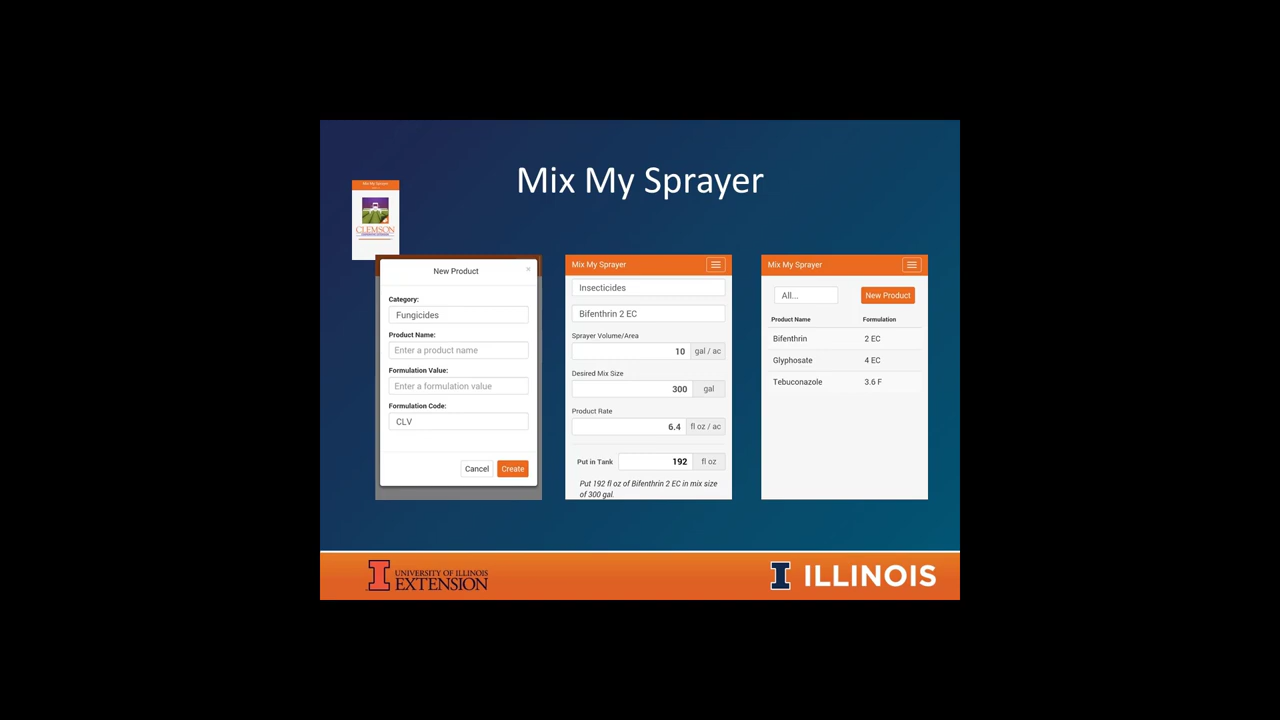 Mix My Sprayer
Mix My Sprayer
CLEMSON
New Product
×
Category:
Fungicides
Product Name:
Enter a product name
Formulation Value:
Enter a formulation value
Formulation Code:
CLV
Cancel Create
Mix My Sprayer
Insecticides
Bifenthrin 2 EC
Sprayer Volume/Area
10 gal / ac
Desired Mix Size
300 gal
Product Rate
6.4 fl oz / ac
Put in Tank 192 fl oz
Put 192 fl oz of Bifenthrin 2 EC in mix size
of 300 gal.
Mix My Sprayer
All... New Product
Product Name Formulation
Bifenthrin 2 EC
Glyphosate 4 EC
Tebuconazole 3.6 F
I UNIVERSITY OF ILLINOIS
EXTENSION
I ILLINOIS